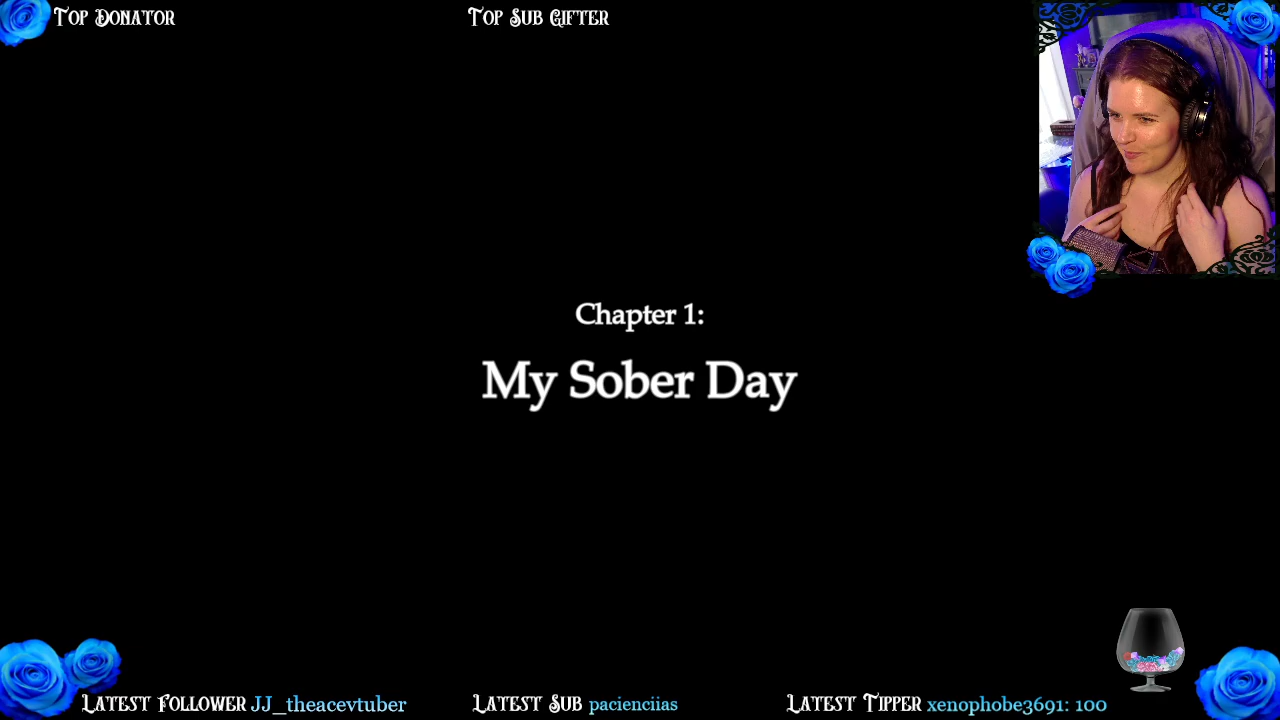 Top Donator
Top Sub Gifter
Chapter 1:
My Sober Day
Latest Follower JJ_theacevtuber
Latest Sub pacienciias
Latest Tipper xenophobe3691: 100